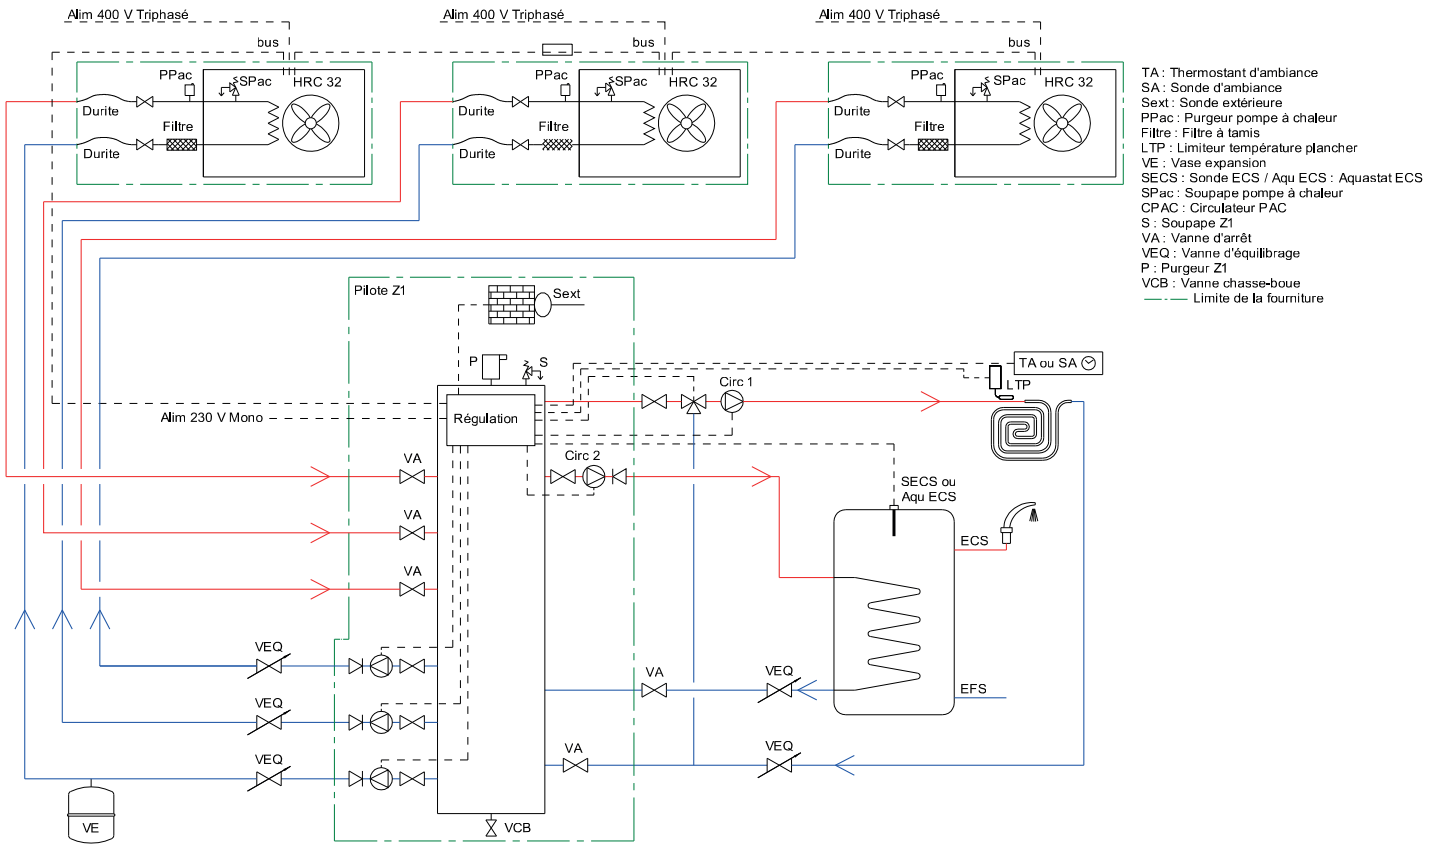 Alim 400 V Triphasé
Alim 400 V Triphasé
Alim 400 V Triphasé
bus
bus
bus
PPac
SPac
HRC 32
Durite
Filtre
Durite
PPac
SPac
HRC 32
Durite
Filtre
Durite
PPac
SPac
HRC 32
Durite
Filtre
Durite
TA : Thermostant d'ambiance
SA : Sonde d'ambiance
Sext : Sonde extérieure
PPac : Purgeur pompe à chaleur
Filtre : Filtre à tamis
LTP : Limiteur température plancher
VE : Vase expansion
SECS : Sonde ECS / Aqu ECS : Aquastat ECS
SPac : Soupape pompe à chaleur
CPAC : Circulateur PAC
S : Soupape Z1
VA : Vanne d'arrêt
VEQ : Vanne d'équilibrage
P : Purgeur Z1
VCB : Vanne chasse-boue
Limite de la fourniture
Pilote Z1
Sext
P
S
TA ou SA
LTP
Circ 1
Alim 230 V Mono
Régulation
VA
Circ 2
SECS ou
Aqu ECS
VA
ECS
VA
VEQ
VA
VEQ
EFS
VEQ
VEQ
VA
VEQ
VE
VCB